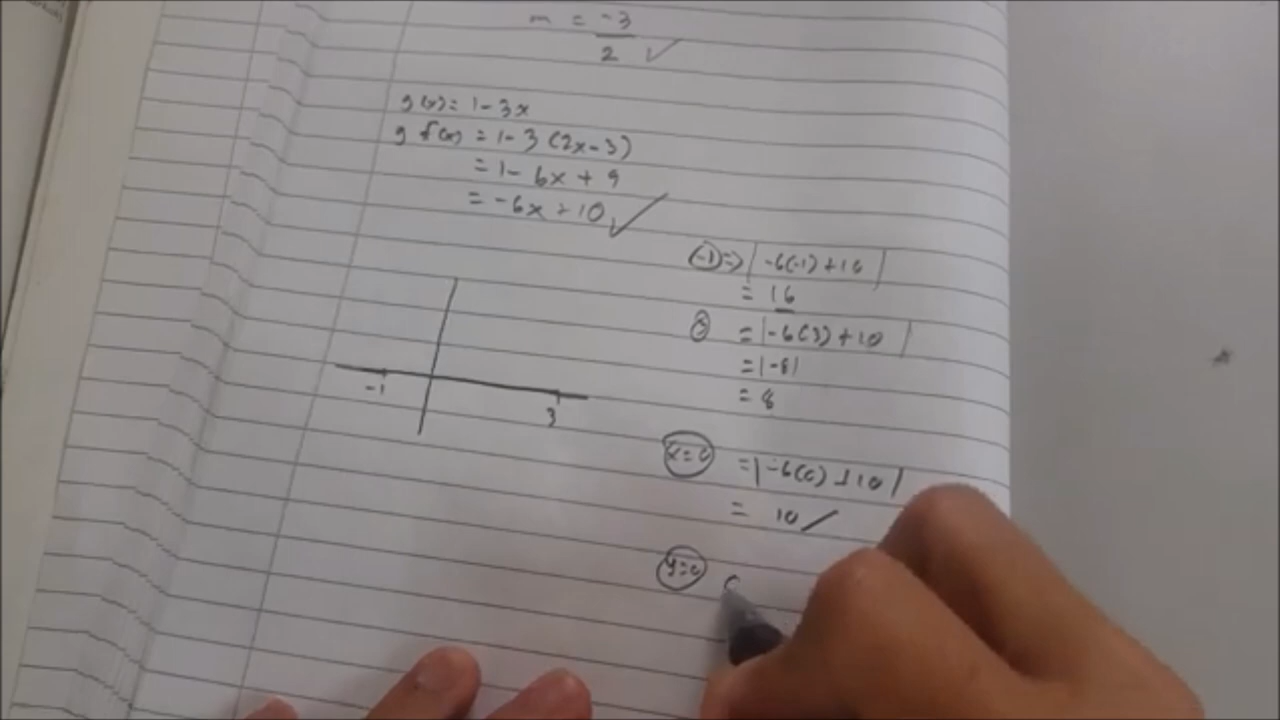 m = -3
2 ✓
g(x) = 1 - 3x
g f(x) = 1 - 3 (2x - 3)
= 1 - 6x + 9
= -6x + 10 ✓
(-1) => | -6(-1) + 10 |
= 16
= | -6(3) + 10 |
= | -8 |
= 8
-1
3
x = 0 = | -6(0) + 10 |
= 10
y = 0